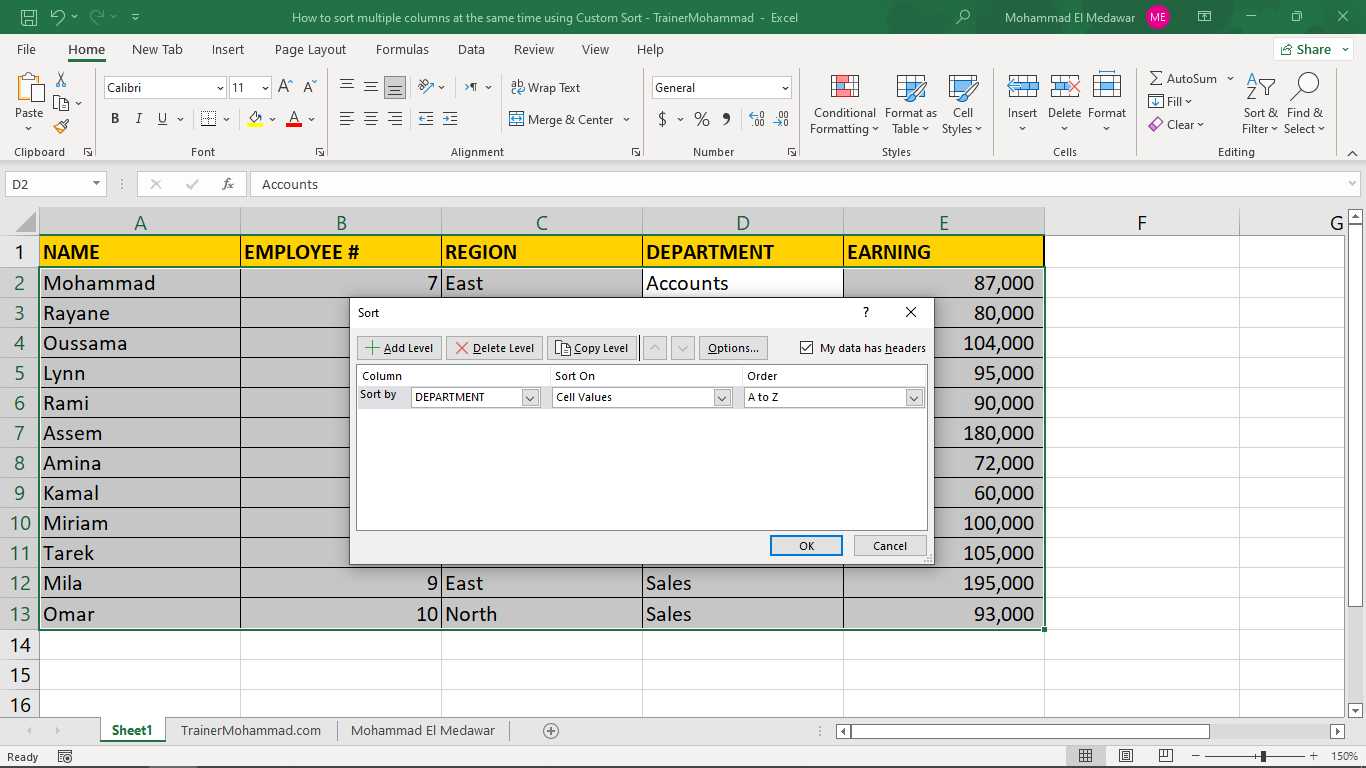 How to sort multiple columns at the same time using Custom Sort - TrainerMohammad - Excel
Mohammad El Medawar ME
File Home New Tab Insert Page Layout Formulas Data Review View Help Share
Paste
Calibri 11 A A
B I U A
ab Wrap Text
Merge & Center
General
$ % 9 .00 .00
Conditional Formatting
Format as Table
Cell Styles
Insert Delete Format
AutoSum
Fill
Clear
Sort & Filter
Find & Select
Clipboard Font Alignment Number Styles Cells Editing
D2 fx Accounts
A B C D E F G
1 NAME EMPLOYEE # REGION DEPARTMENT EARNING
2 Mohammad 7 East Accounts 87,000
3 Rayane 80,000
4 Oussama 104,000
5 Lynn 95,000
6 Rami 90,000
7 Assem 180,000
8 Amina 72,000
9 Kamal 60,000
10 Miriam 100,000
11 Tarek 105,000
12 Mila 9 East Sales 195,000
13 Omar 10 North Sales 93,000
14
15
16
Sort ?
Add Level Delete Level Copy Level Options... My data has headers
Column Sort On Order
Sort by DEPARTMENT Cell Values A to Z
OK Cancel
Sheet1 TrainerMohammad.com Mohammad El Medawar
Ready 150%